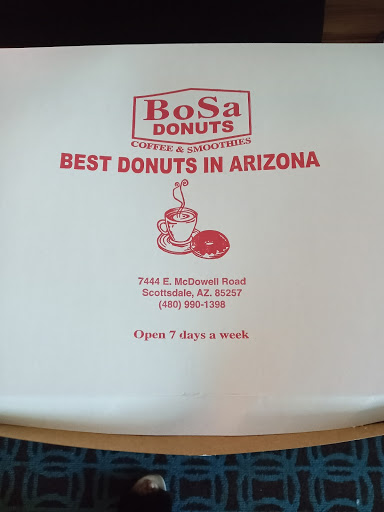 BoSa
DONUTS
COFFEE & SMOOTHIES
BEST DONUTS IN ARIZONA
7444 E. McDowell Road
Scottsdale, AZ. 85257
(480) 990-1398
Open 7 days a week